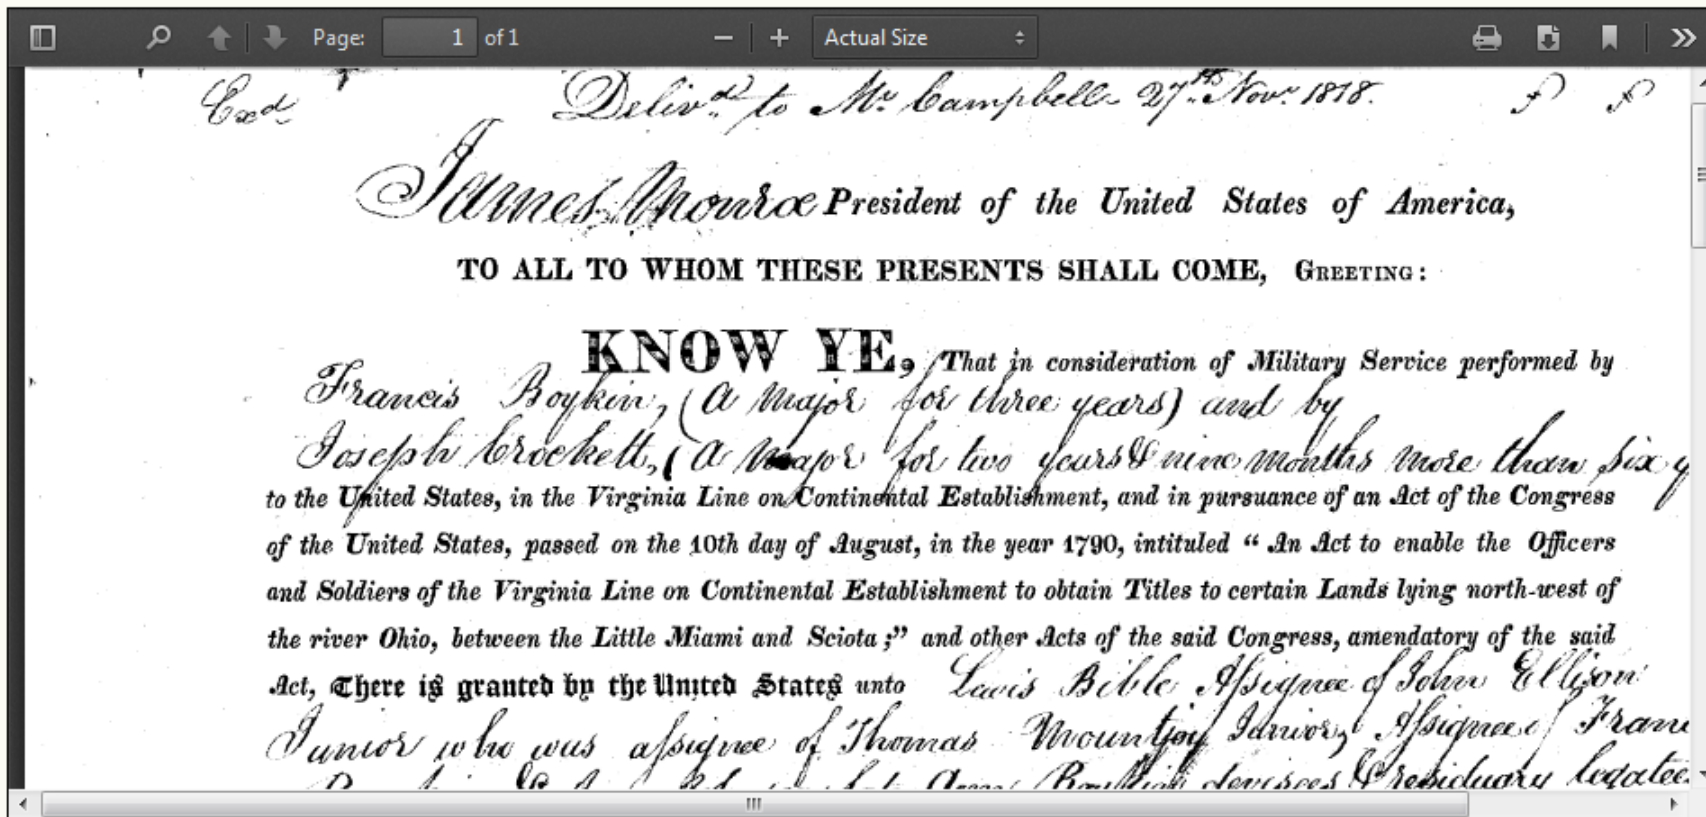 Page: 1 of 1 Actual Size
Exd Delivd to Mr Campbell 27th Novr 1818.
James Monroe President of the United States of America,
TO ALL TO WHOM THESE PRESENTS SHALL COME, GREETING:
KNOW YE, That in consideration of Military Service performed by
Francis Boykin, (a Major for three years) and by
Joseph Crockett, (a Major for two years & nine months more than six
to the United States, in the Virginia Line on Continental Establishment, and in pursuance of an Act of the Congress
of the United States, passed on the 10th day of August, in the year 1790, intituled “ An Act to enable the Officers
and Soldiers of the Virginia Line on Continental Establishment to obtain Titles to certain Lands lying north-west of
the river Ohio, between the Little Miami and Sciota ;” and other Acts of the said Congress, amendatory of the said
Act, There is granted by the United States unto Lewis Bible Assignee of John Ellison
Junior who was assignee of Thomas Mountjoy Junior, Assignee of Fran
Boykin devisees & residuary legatee